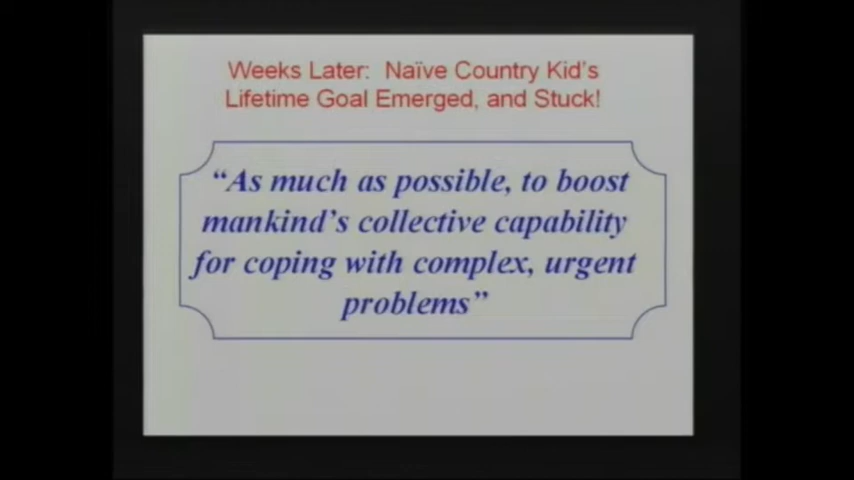 Weeks Later: Naïve Country Kid's
Lifetime Goal Emerged, and Stuck!
“As much as possible, to boost
mankind’s collective capability
for coping with complex, urgent
problems”